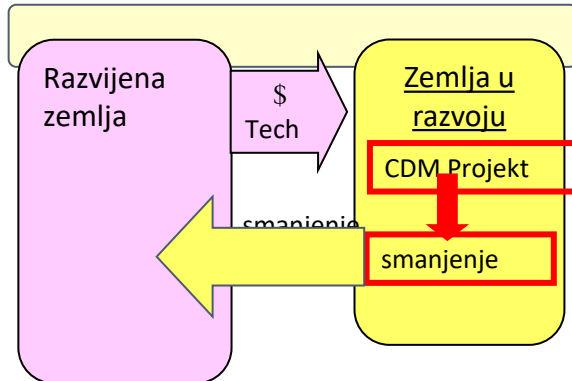 Razvijena
zemlja
$
Tech
Zemlja u
razvoju
CDM Projekt
smanjenje
smanjenje